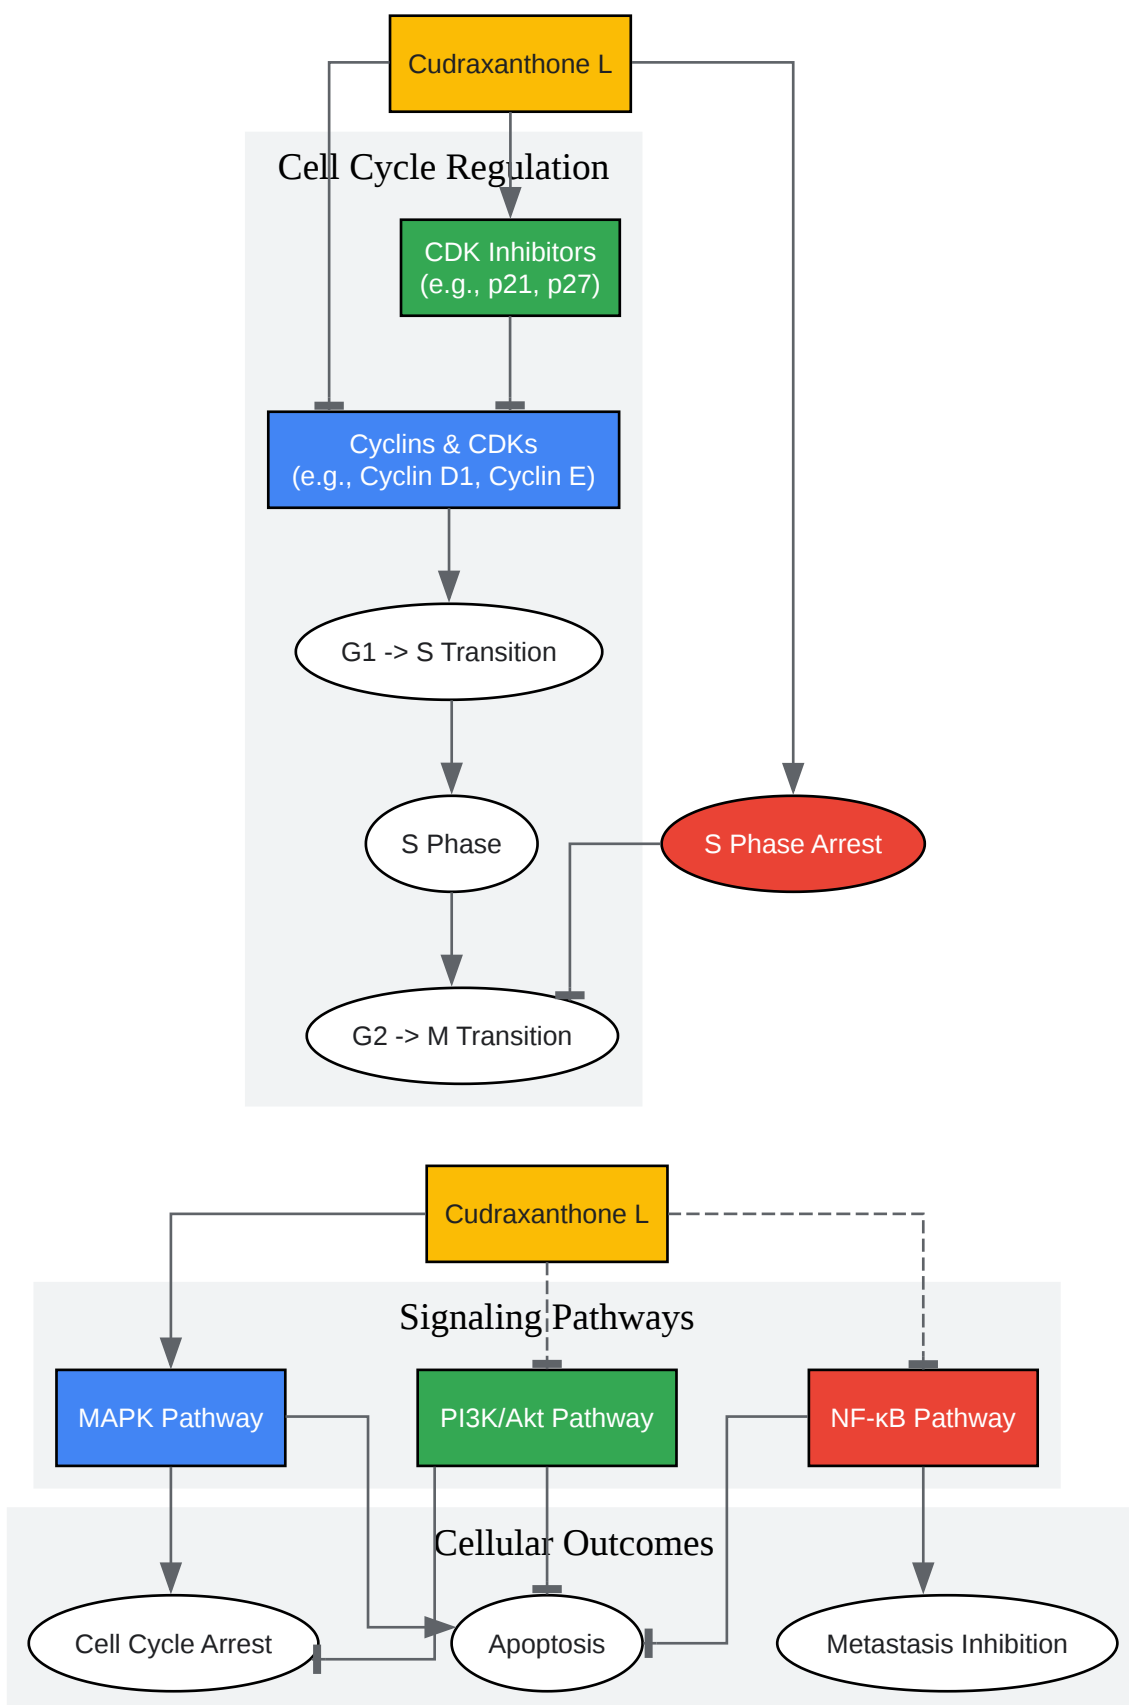 Cudraxanthone L
Cell Cycle Regulation
CDK Inhibitors
(e.g., p21, p27)
Cyclins & CDKs
(e.g., Cyclin D1, Cyclin E)
G1 -> S Transition
S Phase
S Phase Arrest
G2 -> M Transition
Cudraxanthone L
Signaling Pathways
MAPK Pathway
PI3K/Akt Pathway
NF-κB Pathway
Cellular Outcomes
Cell Cycle Arrest
Apoptosis
Metastasis Inhibition